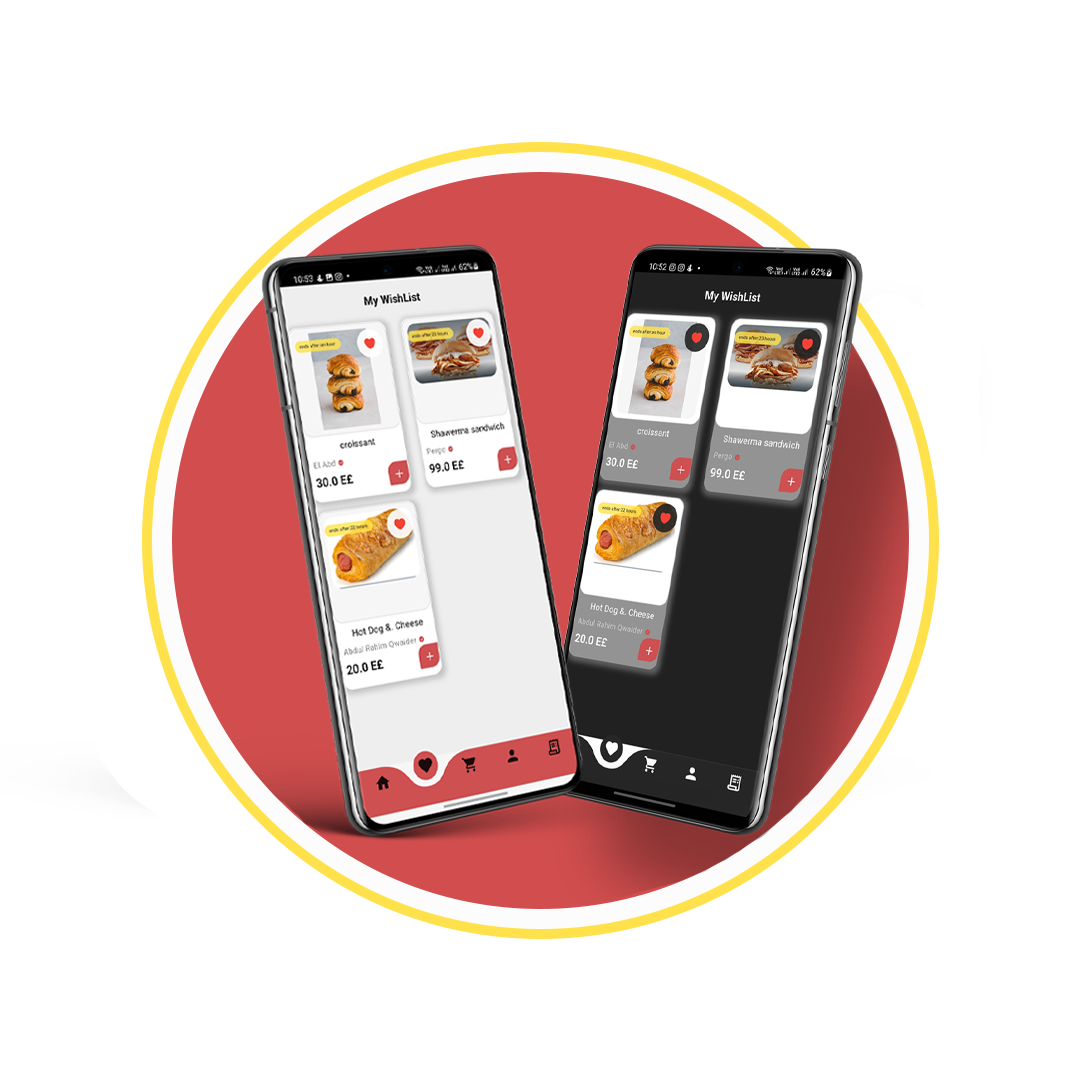 10:53
62%
My WishList
ends after an hour
ends after 23 hours
croissant
El Abd
30.0 E£
+
Shawerma sandwich
Pergo
99.0 E£
+
ends after 22 hours
Hot Dog &. Cheese
Abdul Rahim Qwaider
20.0 E£
+
10:52
62%
My WishList
ends after an hour
ends after 23 hours
croissant
El Abd
30.0 E£
+
Shawerma sandwich
Pergo
99.0 E£
+
ends after 22 hours
Hot Dog &. Cheese
Abdul Rahim Qwaider
20.0 E£
+